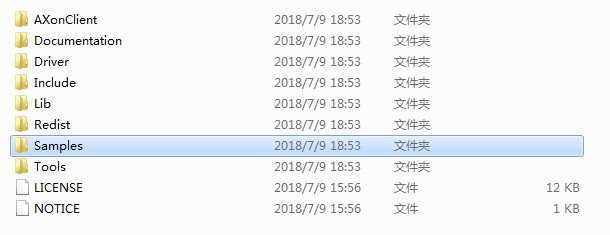 AXonClient 2018/7/9 18:53 文件夹
Documentation 2018/7/9 18:53 文件夹
Driver 2018/7/9 18:53 文件夹
Include 2018/7/9 18:53 文件夹
Lib 2018/7/9 18:53 文件夹
Redist 2018/7/9 18:53 文件夹
Samples 2018/7/9 18:53 文件夹
Tools 2018/7/9 18:53 文件夹
LICENSE 2018/7/9 15:56 文件 12 KB
NOTICE 2018/7/9 15:56 文件 1 KB